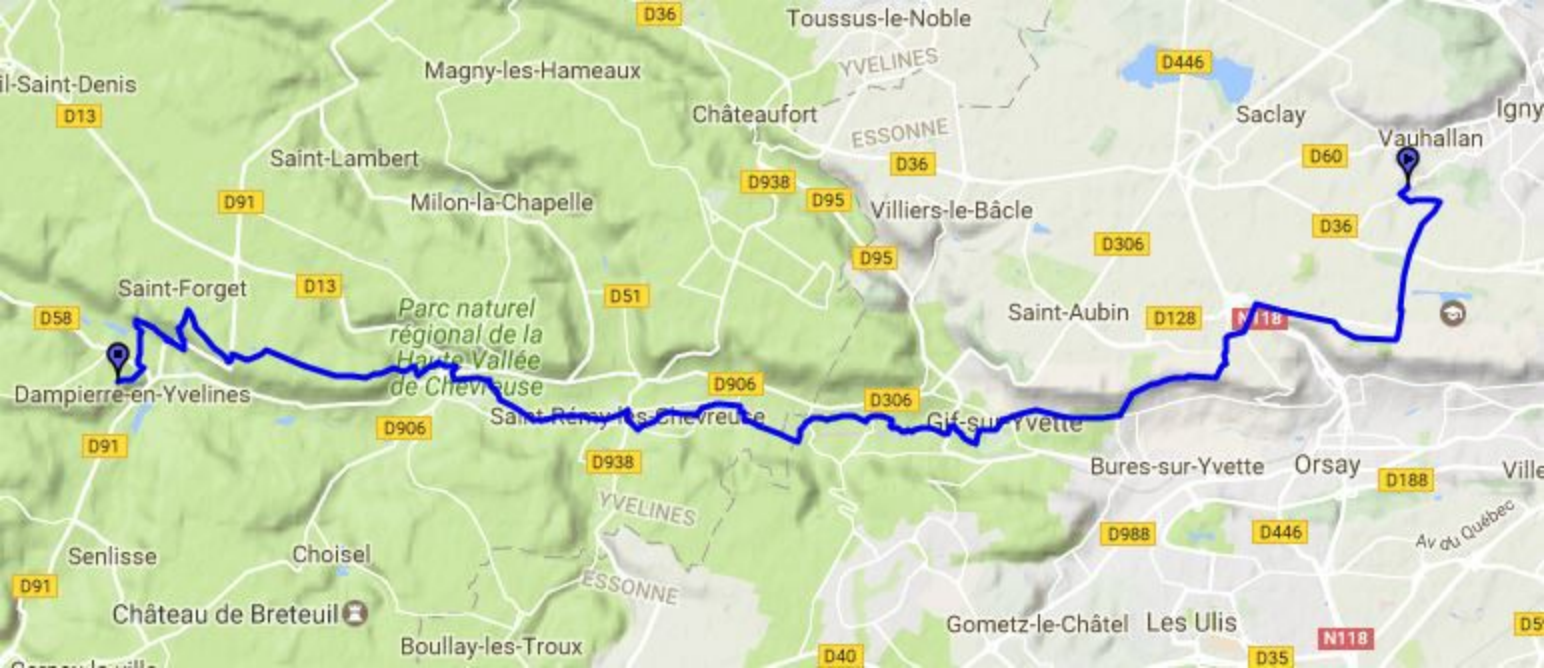 D36
Toussus-le-Noble
Magny-les-Hameaux
YVELINES
D446
il-Saint-Denis
D13
Châteaufort
Saclay
Igny
ESSONNE
Vauhallan
Saint-Lambert
D36
D60
D938
D95
D91
Milon-la-Chapelle
Villiers-le-Bâcle
D36
D306
D95
Saint-Forget
D13
D51
D58
Parc naturel
régional de la
Haute Vallée
de Chevreuse
Saint-Aubin
D128
N118
D906
Dampierre-en-Yvelines
D306
Saint-Rémy-lès-Chevreuse
Gif-sur-Yvette
D906
D91
D938
Bures-sur-Yvette
Orsay
Ville
D188
YVELINES
D988
D446
Av du Québec
Senlisse
Choisel
D91
ESSONNE
Château de Breteuil
Gometz-le-Châtel
Les Ulis
D5
Boullay-les-Troux
N118
D40
D35